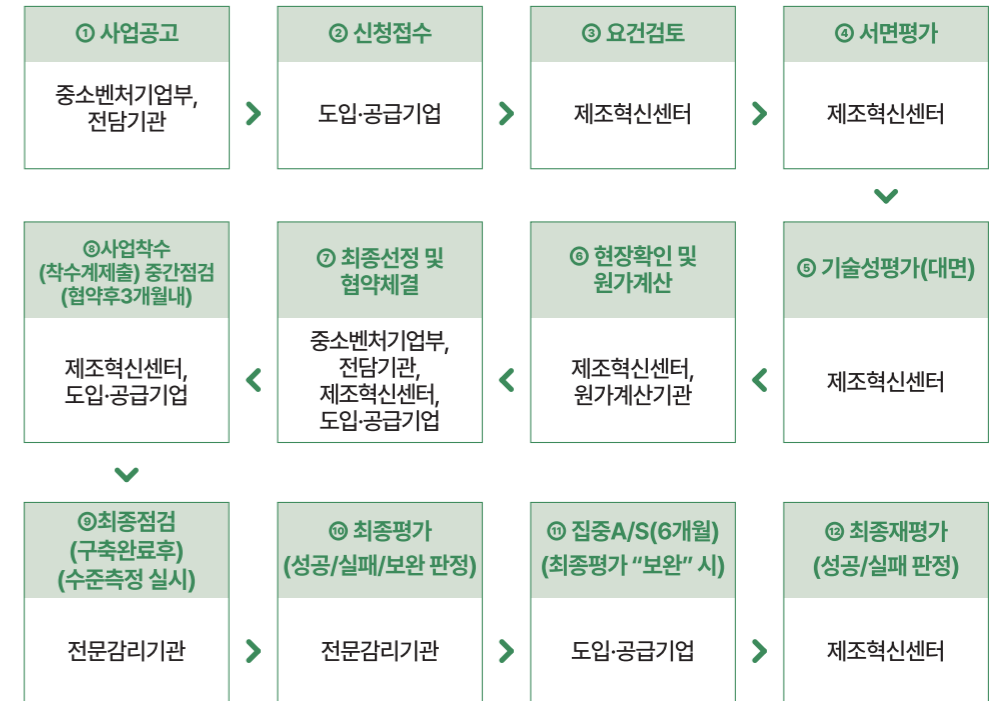 ① 사업공고
중소벤처기업부,
전담기관
② 신청접수
도입·공급기업
③ 요건검토
제조혁신센터
④ 서면평가
제조혁신센터
⑤ 기술성평가(대면)
제조혁신센터
⑥ 현장확인 및
원가계산
제조혁신센터,
원가계산기관
⑦ 최종선정 및
협약체결
중소벤처기업부,
전담기관,
제조혁신센터,
도입·공급기업
⑧사업착수
(착수계제출) 중간점검
(협약후3개월내)
제조혁신센터,
도입·공급기업
⑨최종점검
(구축완료후)
(수준측정 실시)
전문감리기관
⑩ 최종평가
(성공/실패/보완 판정)
전문감리기관
⑪ 집중A/S(6개월)
(최종평가 “보완” 시)
도입·공급기업
⑫ 최종재평가
(성공/실패 판정)
제조혁신센터